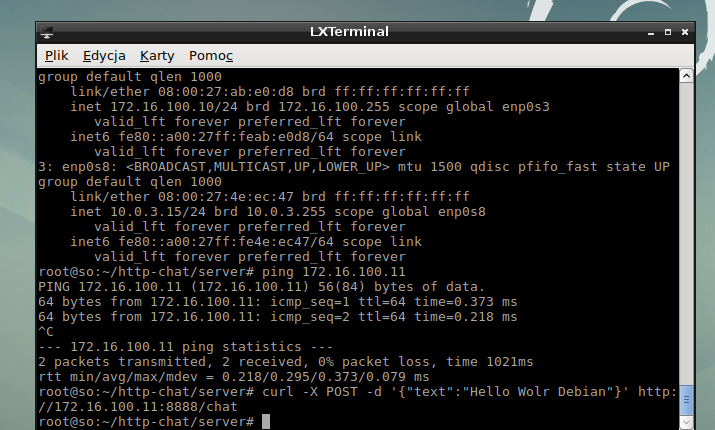 LXTerminal
Plik Edycja Karty Pomoc
group default qlen 1000
    link/ether 08:00:27:ab:e0:d8 brd ff:ff:ff:ff:ff:ff
    inet 172.16.100.10/24 brd 172.16.100.255 scope global enp0s3
       valid_lft forever preferred_lft forever
    inet6 fe80::a00:27ff:feab:e0d8/64 scope link
       valid_lft forever preferred_lft forever
3: enp0s8: <BROADCAST,MULTICAST,UP,LOWER_UP> mtu 1500 qdisc pfifo_fast state UP
group default qlen 1000
    link/ether 08:00:27:4e:ec:47 brd ff:ff:ff:ff:ff:ff
    inet 10.0.3.15/24 brd 10.0.3.255 scope global enp0s8
       valid_lft forever preferred_lft forever
    inet6 fe80::a00:27ff:fe4e:ec47/64 scope link
       valid_lft forever preferred_lft forever
root@so:~/http-chat/server# ping 172.16.100.11
PING 172.16.100.11 (172.16.100.11) 56(84) bytes of data.
64 bytes from 172.16.100.11: icmp_seq=1 ttl=64 time=0.373 ms
64 bytes from 172.16.100.11: icmp_seq=2 ttl=64 time=0.218 ms
^C
--- 172.16.100.11 ping statistics ---
2 packets transmitted, 2 received, 0% packet loss, time 1021ms
rtt min/avg/max/mdev = 0.218/0.295/0.373/0.079 ms
root@so:~/http-chat/server# curl -X POST -d '{"text":"Hello Wolr Debian"}' http:
//172.16.100.11:8888/chat
root@so:~/http-chat/server#